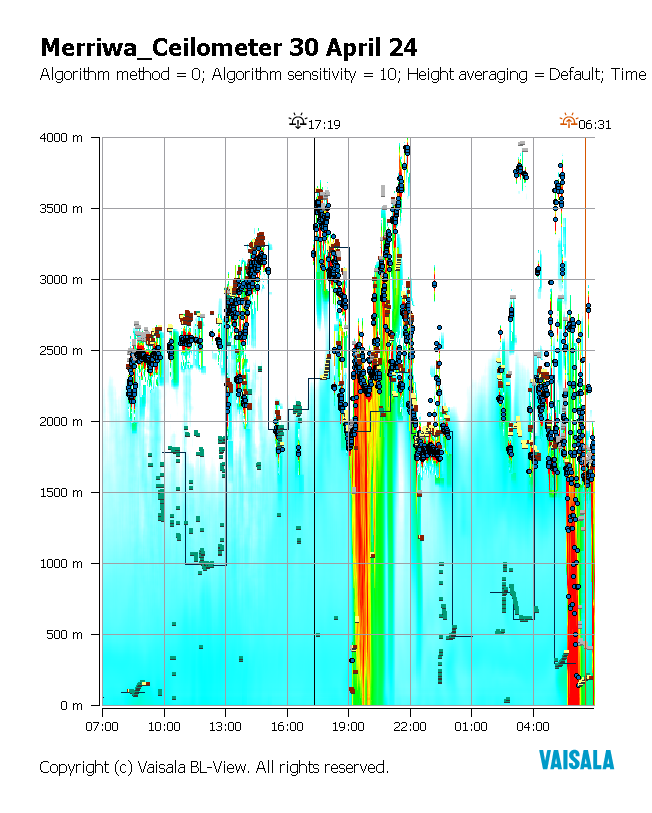 Merriwa_Ceilometer 30 April 24
Algorithm method = 0; Algorithm sensitivity = 10; Height averaging = Default; Time
17:19
06:31
4000 m
3500 m
3000 m
2500 m
2000 m
1500 m
1000 m
500 m
0 m
07:00 10:00 13:00 16:00 19:00 22:00 01:00 04:00
Copyright (c) Vaisala BL-View. All rights reserved.
VAISALA